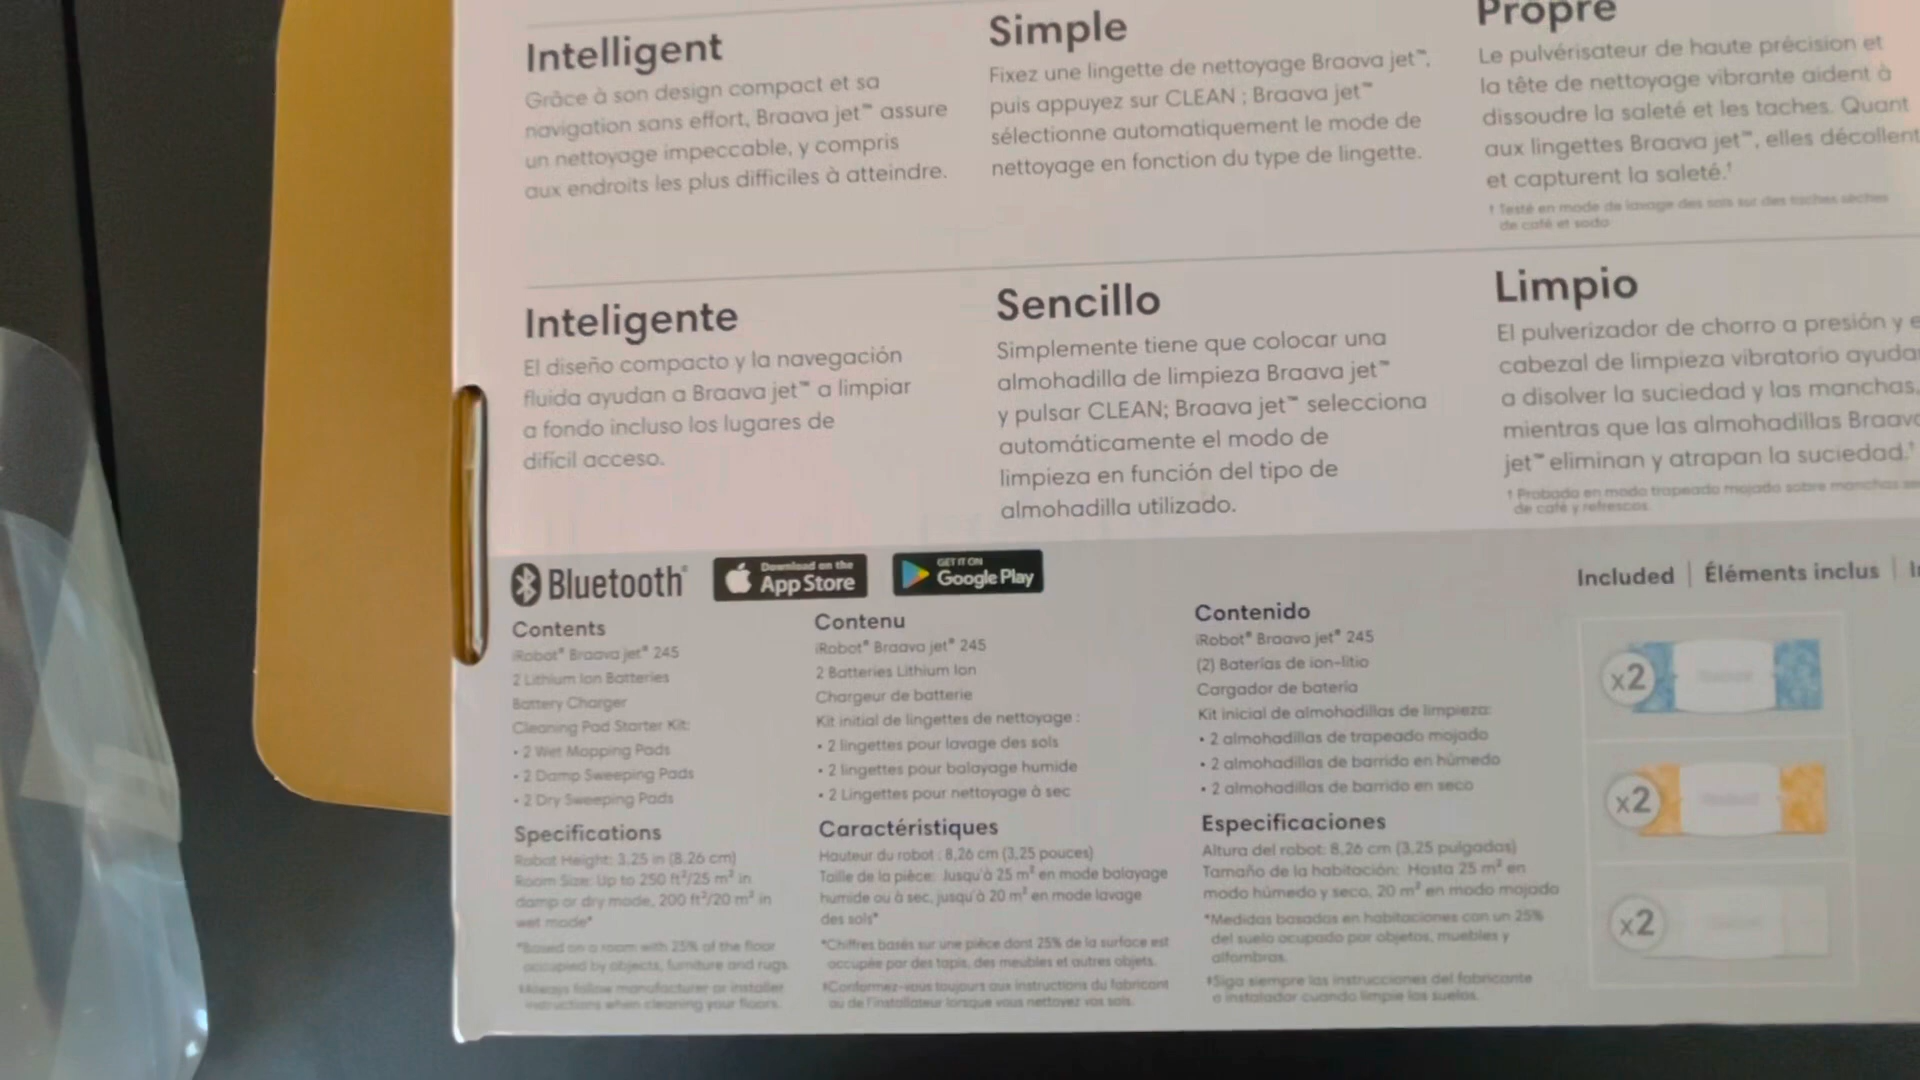 Intelligent
Grâce à son design compact et sa
navigation sans effort, Braava jet™ assure
un nettoyage impeccable, y compris
aux endroits les plus difficiles à atteindre.
Simple
Fixez une lingette de nettoyage Braava jet™,
puis appuyez sur CLEAN ; Braava jet™
sélectionne automatiquement le mode de
nettoyage en fonction du type de lingette.
Propre
Le pulvérisateur de haute précision et
la tête de nettoyage vibrante aident à
dissoudre la saleté et les taches. Quant
aux lingettes Braava jet™, elles décollent
et capturent la saleté.†
† Testé en mode de lavage des sols sur des taches sèches
de café et soda
Inteligente
El diseño compacto y la navegación
fluida ayudan a Braava jet™ a limpiar
a fondo incluso los lugares de
difícil acceso.
Sencillo
Simplemente tiene que colocar una
almohadilla de limpieza Braava jet™
y pulsar CLEAN; Braava jet™ selecciona
automáticamente el modo de
limpieza en función del tipo de
almohadilla utilizado.
Limpio
El pulverizador de chorro a presión y e
cabezal de limpieza vibratorio ayuda
a disolver la suciedad y las manchas,
mientras que las almohadillas Braava
jet™ eliminan y atrapan la suciedad.†
† Probado en modo trapeado mojado sobre manchas se
de café y refrescos.
Bluetooth®
Download on the
App Store
GET IT ON
Google Play
Contents
iRobot® Braava jet® 245
2 Lithium Ion Batteries
Battery Charger
Cleaning Pad Starter Kit:
• 2 Wet Mopping Pads
• 2 Damp Sweeping Pads
• 2 Dry Sweeping Pads
Specifications
Robot Height: 3.25 in (8.26 cm)
Room Size: Up to 250 ft²/25 m² in
damp or dry mode, 200 ft²/20 m² in
wet mode*
*Based on a room with 25% of the floor
occupied by objects, furniture and rugs.
‡Always follow manufacturer or installer
instructions when cleaning your floors.
Contenu
iRobot® Braava jet® 245
2 Batteries Lithium Ion
Chargeur de batterie
Kit initial de lingettes de nettoyage :
• 2 lingettes pour lavage des sols
• 2 lingettes pour balayage humide
• 2 Lingettes pour nettoyage à sec
Caractéristiques
Hauteur du robot : 8,26 cm (3,25 pouces)
Taille de la pièce: Jusqu'à 25 m² en mode balayage
humide ou à sec, jusqu'à 20 m² en mode lavage
des sols*
*Chiffres basés sur une pièce dont 25% de la surface est
occupée par des tapis, des meubles et autres objets.
‡Conformez-vous toujours aux instructions du fabricant
ou de l'installateur lorsque vous nettoyez vos sols.
Contenido
iRobot® Braava jet® 245
(2) Baterías de ion-litio
Cargador de batería
Kit inicial de almohadillas de limpieza:
• 2 almohadillas de trapeado mojado
• 2 almohadillas de barrido en húmedo
• 2 almohadillas de barrido en seco
Especificaciones
Altura del robot: 8,26 cm (3,25 pulgadas)
Tamaño de la habitación: Hasta 25 m² en
modo húmedo y seco, 20 m² en modo mojado
*Medidas basadas en habitaciones con un 25%
del suelo ocupado por objetos, muebles y
alfombras.
‡Siga siempre las instrucciones del fabricante
o instalador cuando limpie los suelos.
Included | Éléments inclus | In
x2
x2
x2